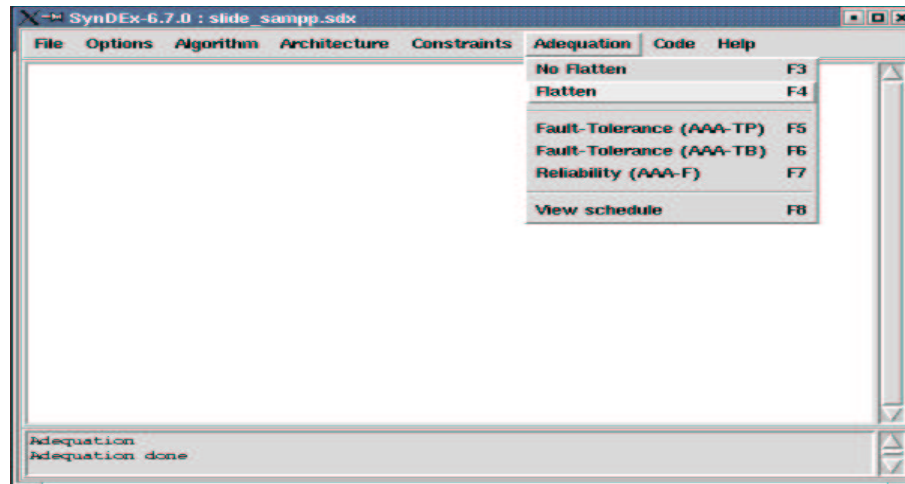 SynDEx-6.7.0 : slide_sampp.sdx
File Options Algorithm Architecture Constraints Adequation Code Help
No Flatten F3
Flatten F4
Fault-Tolerance (AAA-TP) F5
Fault-Tolerance (AAA-TB) F6
Reliability (AAA-F) F7
View schedule F8
Adequation
Adequation done